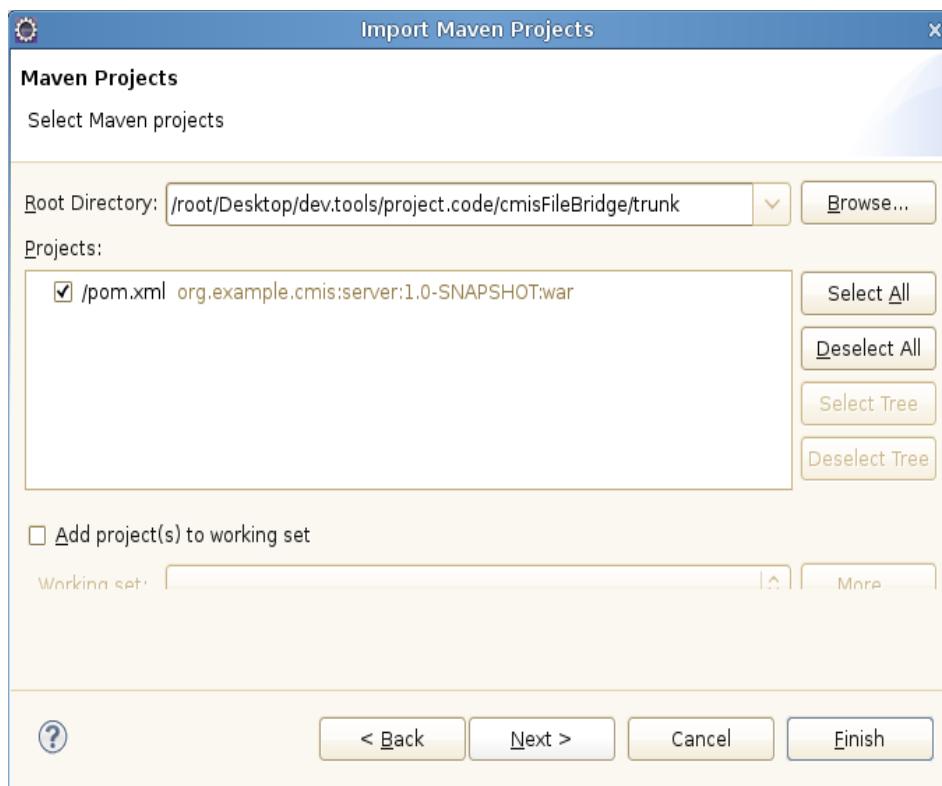 Import Maven Projects
Maven Projects
Select Maven projects
Root Directory: /root/Desktop/dev.tools/project.code/cmisFileBridge/trunk Browse...
Projects:
/pom.xml org.example.cmis:server:1.0-SNAPSHOT:war
Select All
Deselect All
Select Tree
Deselect Tree
Add project(s) to working set
Working set: More
< Back Next > Cancel Finish